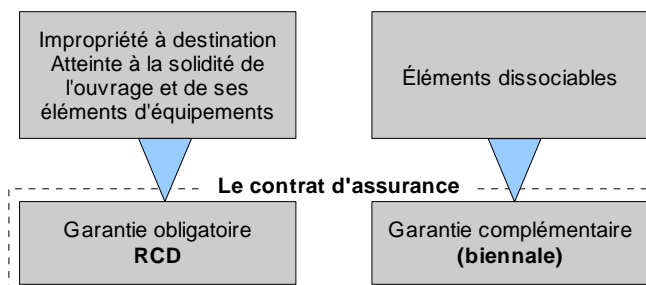 Impropriété à destination
Atteinte à la solidité de
l'ouvrage et de ses
éléments d'équipements
Éléments dissociables
Le contrat d'assurance
Garantie obligatoire
RCD
Garantie complémentaire
(biennale)